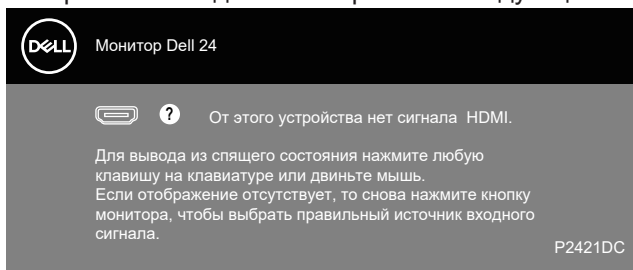 DELL
Монитор Dell 24
? От этого устройства нет сигнала HDMI.
Для вывода из спящего состояния нажмите любую
клавишу на клавиатуре или двиньте мышь.
Если отображение отсутствует, то снова нажмите кнопку
монитора, чтобы выбрать правильный источник входного
сигнала.
P2421DC